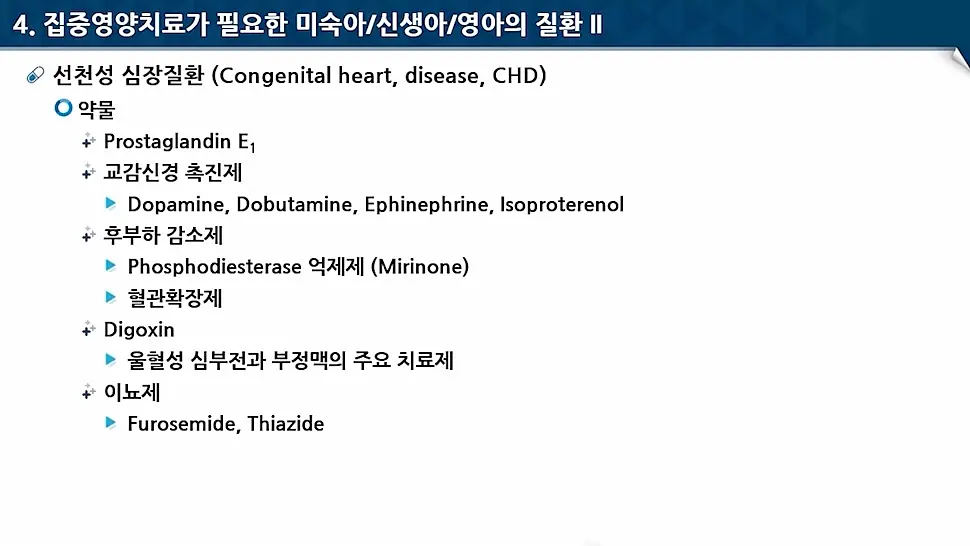 4. 집중영양치료가 필요한 미숙아/신생아/영아의 질환 II
선천성 심장질환 (Congenital heart, disease, CHD)
약물
Prostaglandin E1
교감신경 촉진제
Dopamine, Dobutamine, Ephinephrine, Isoproterenol
후부하 감소제
Phosphodiesterase 억제제 (Mirinone)
혈관확장제
Digoxin
울혈성 심부전과 부정맥의 주요 치료제
이뇨제
Furosemide, Thiazide